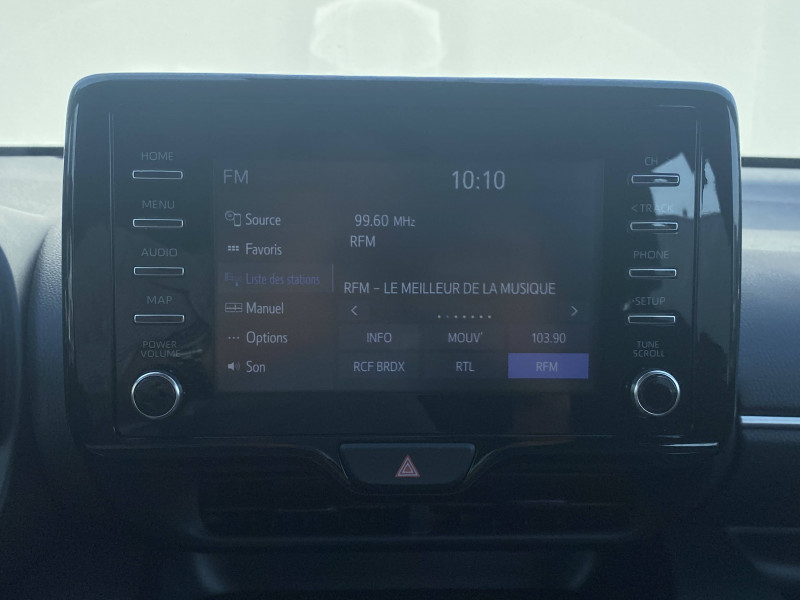 HOME
MENU
AUDIO
MAP
POWER
VOLUME
FM
10:10
Source
Favoris
Liste des stations
Manuel
Options
Son
99.60 MHz
RFM
RFM – LE MEILLEUR DE LA MUSIQUE
INFO MOUV' 103.90
RCF BRDX RTL RFM
CH
< TRACK
PHONE
SETUP
TUNE
SCROLL